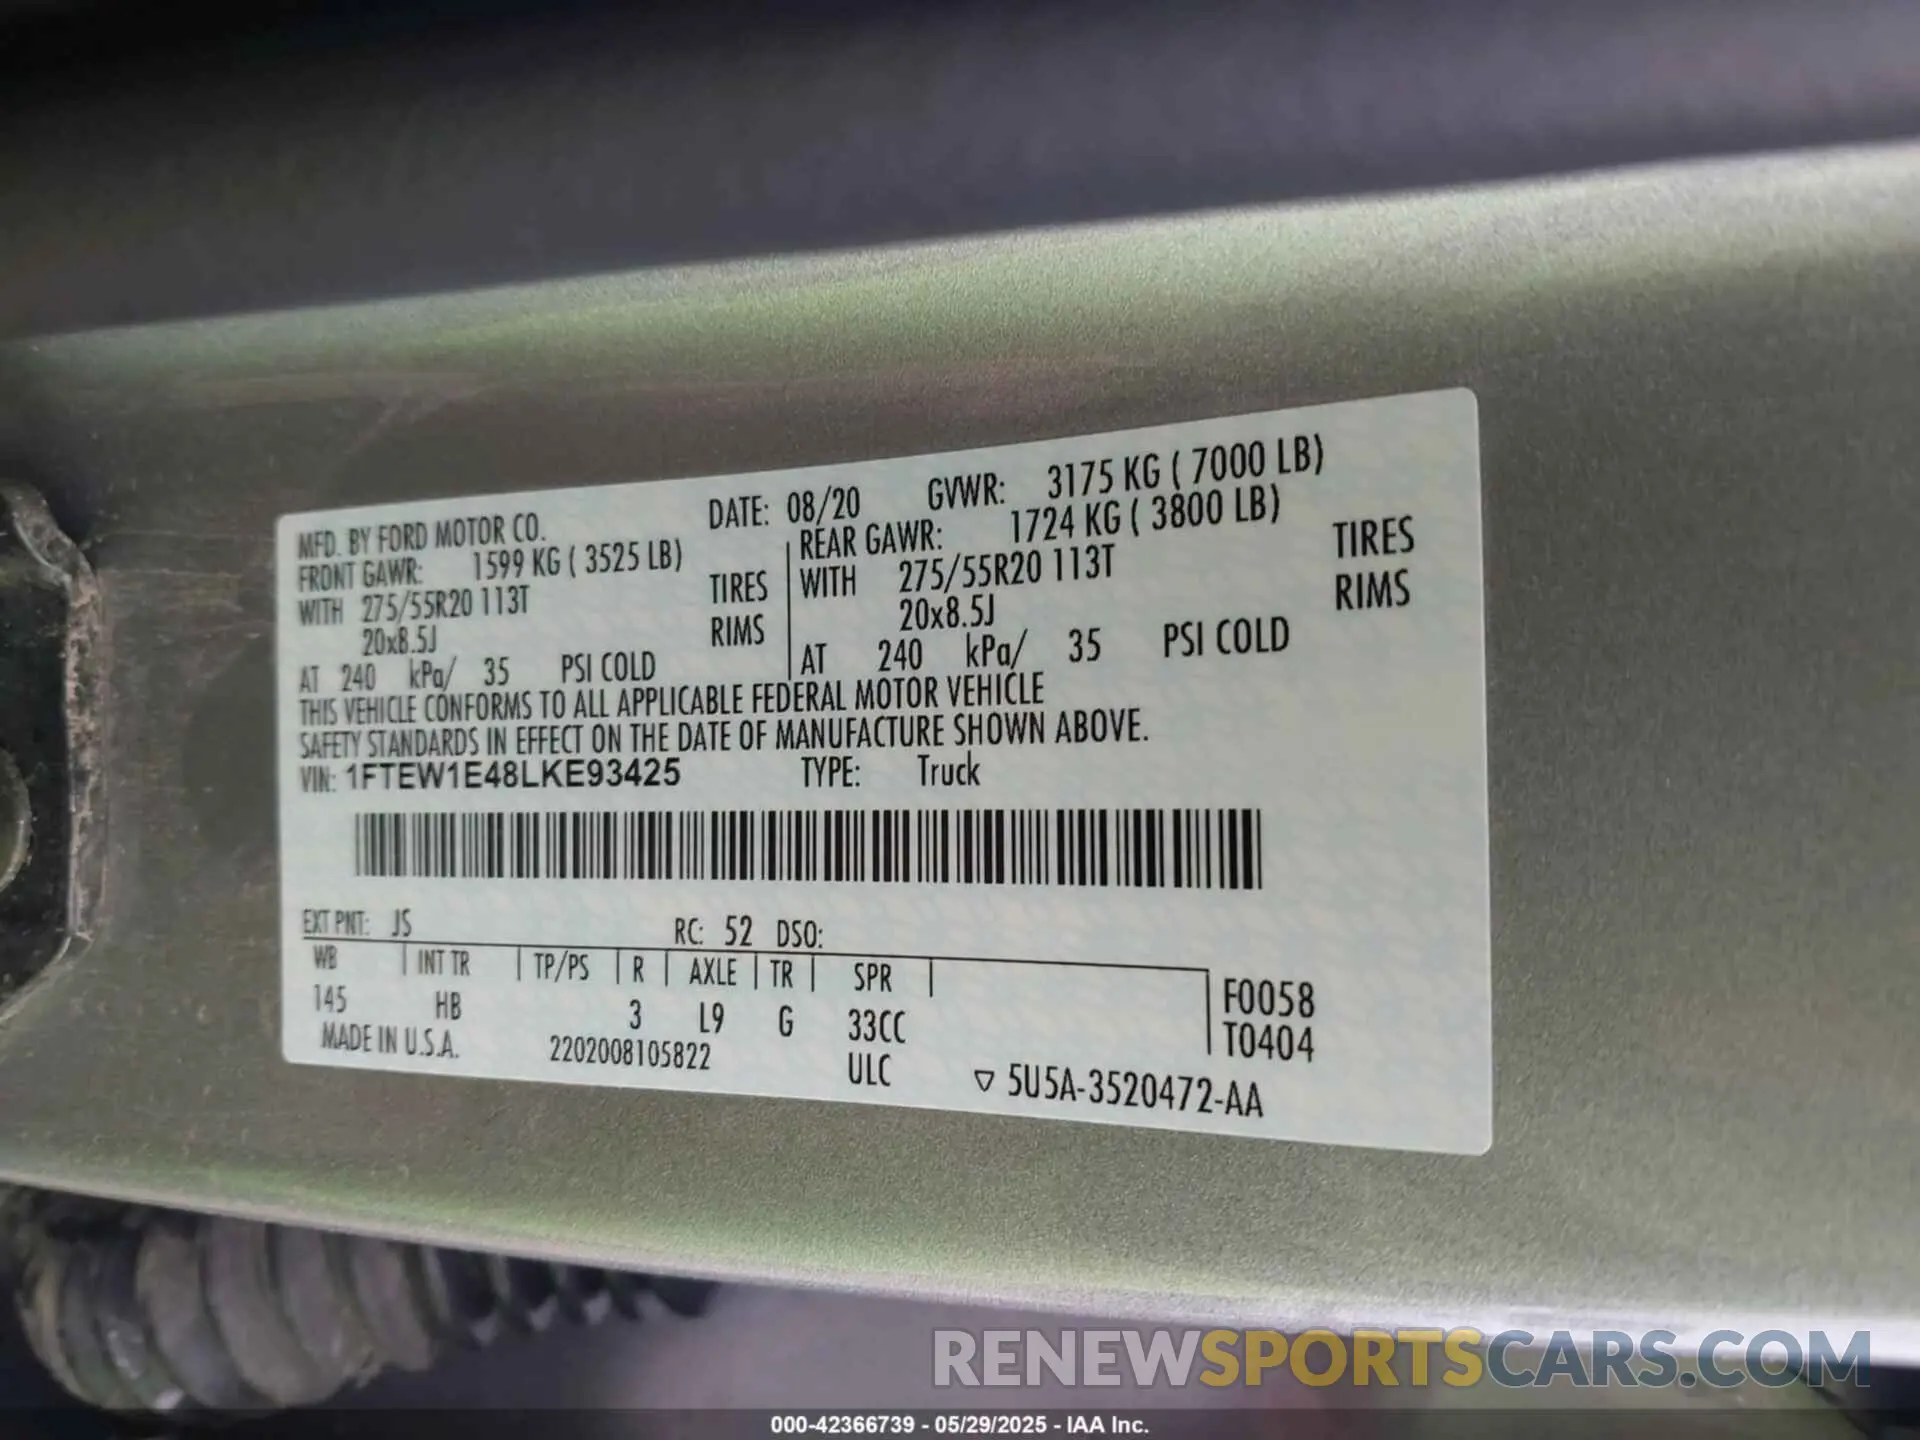 MFD. BY FORD MOTOR CO. DATE: 08/20 GVWR: 3175 KG ( 7000 LB)
FRONT GAWR: 1599 KG ( 3525 LB) REAR GAWR: 1724 KG ( 3800 LB)
WITH 275/55R20 113T TIRES WITH 275/55R20 113T TIRES
20x8.5J RIMS 20x8.5J RIMS
AT 240 kPa/ 35 PSI COLD AT 240 kPa/ 35 PSI COLD
THIS VEHICLE CONFORMS TO ALL APPLICABLE FEDERAL MOTOR VEHICLE
SAFETY STANDARDS IN EFFECT ON THE DATE OF MANUFACTURE SHOWN ABOVE.
VIN: 1FTEW1E48LKE93425 TYPE: Truck
EXT PNT: JS RC: 52 DSO:
WB INT TR TP/PS R AXLE TR SPR F0058
145 HB 3 L9 G 33CC T0404
MADE IN U.S.A. 2202008105822 ULC ▽ 5U5A-3520472-AA
RENEWSPORTSCARS.COM
000-42366739 - 05/29/2025 - IAA Inc.